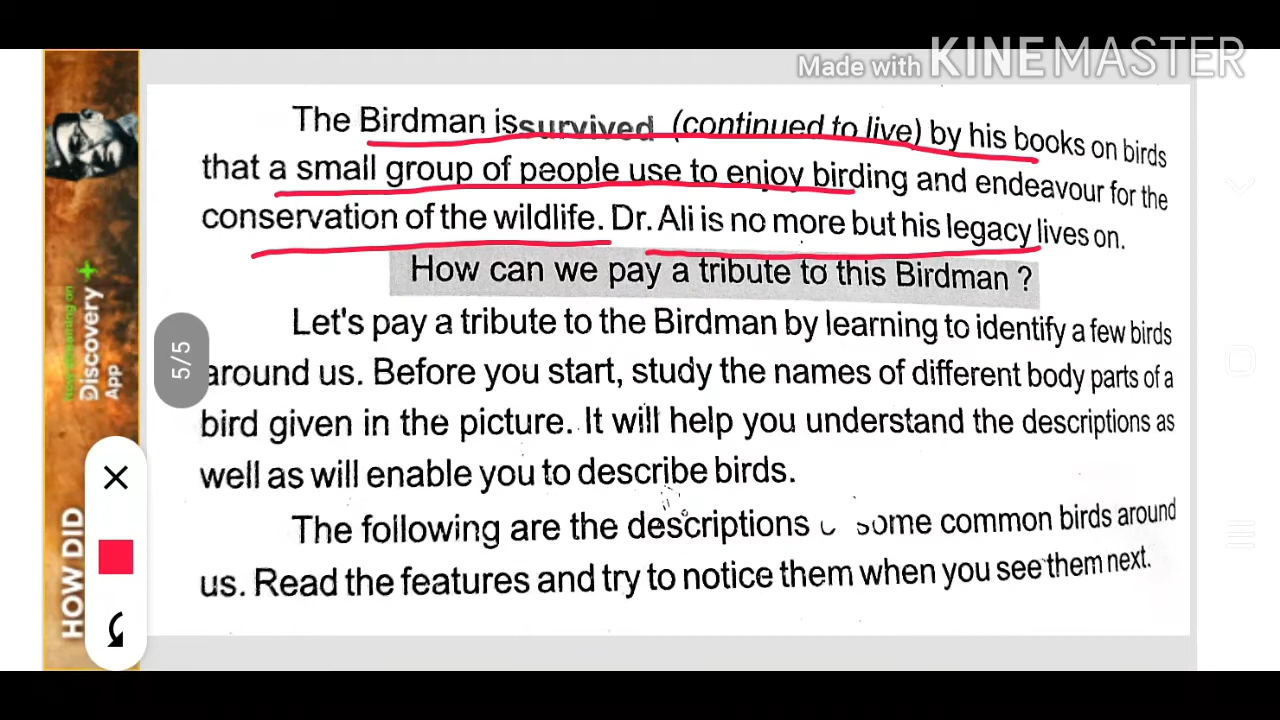 Made with KINEMASTER
The Birdman is survived (continued to live) by his books on birds
that a small group of people use to enjoy birding and endeavour for the
conservation of the wildlife. Dr. Ali is no more but his legacy lives on.
How can we pay a tribute to this Birdman ?
Let's pay a tribute to the Birdman by learning to identify a few birds
around us. Before you start, study the names of different body parts of a
bird given in the picture. It will help you understand the descriptions as
well as will enable you to describe birds.
The following are the descriptions some common birds around
us. Read the features and try to notice them when you see them next.
5/5
Discovery +
App
HOW DID